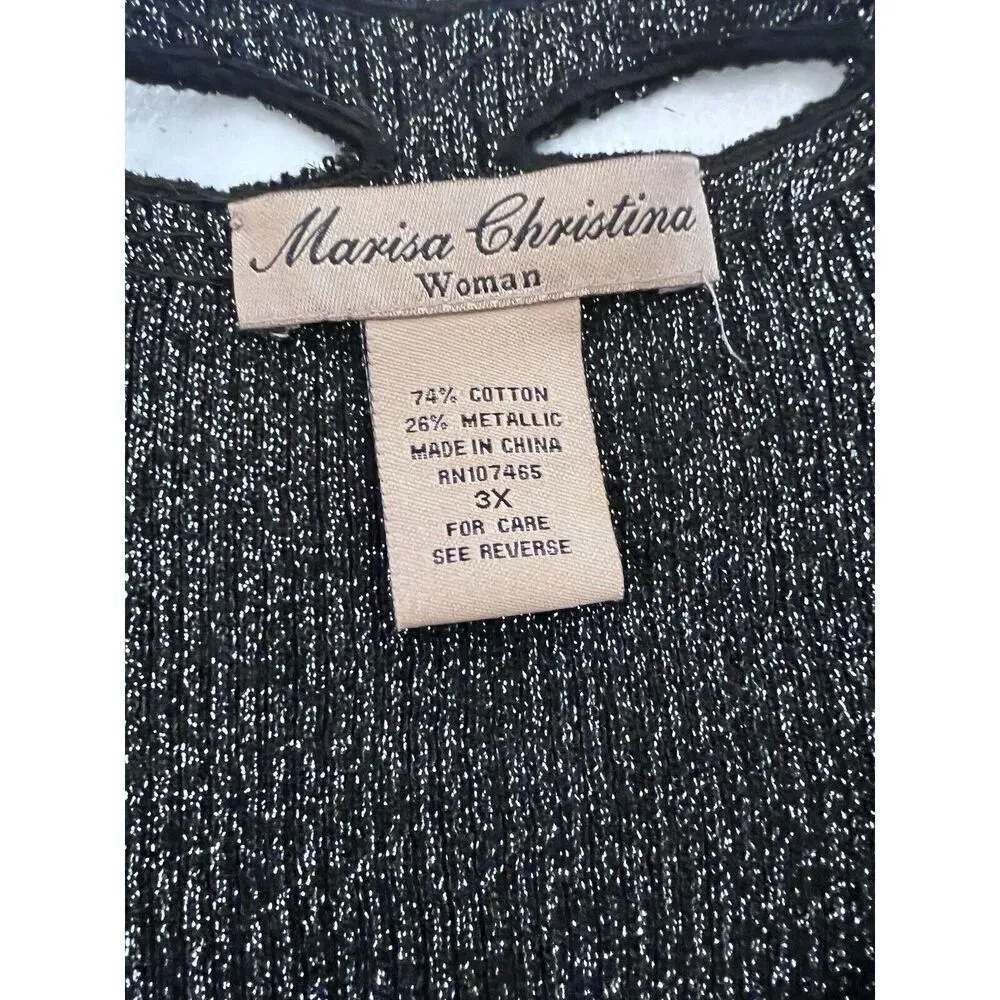 Marisa Christina
Woman
74% COTTON
26% METALLIC
MADE IN CHINA
RN107465
3X
FOR CARE
SEE REVERSE